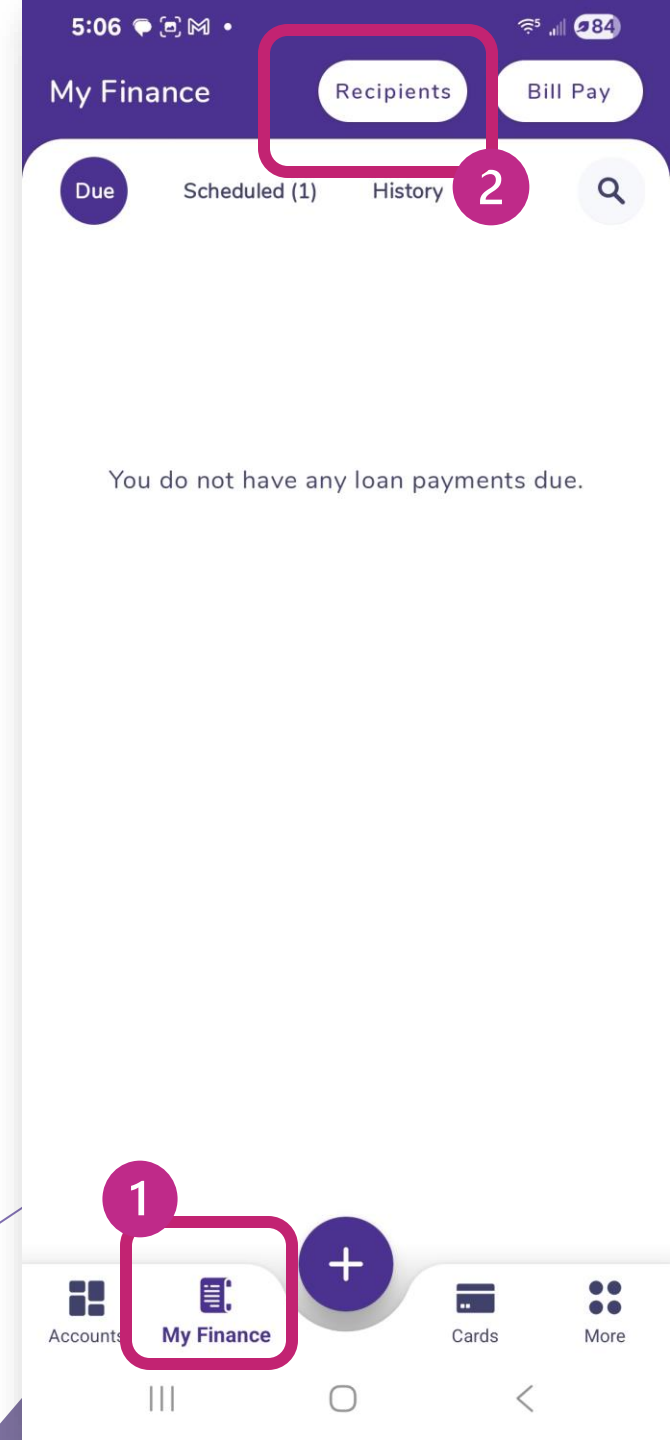 5:06
84
My Finance
Recipients
Bill Pay
Due
Scheduled (1)
History
2
You do not have any loan payments due.
1
Accounts
My Finance
Cards
More